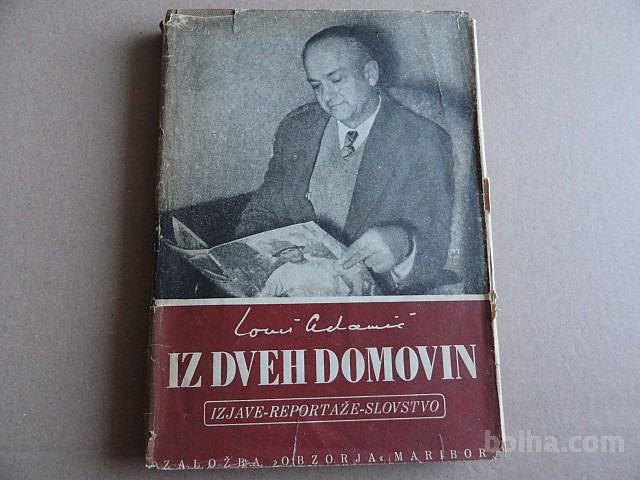 Louis Adamič
IZ DVEH DOMOVIN
IZJAVE-REPORTAŽE-SLOVSTVO
ZALOŽBA »OBZORJA« MARIBOR
bolha.com